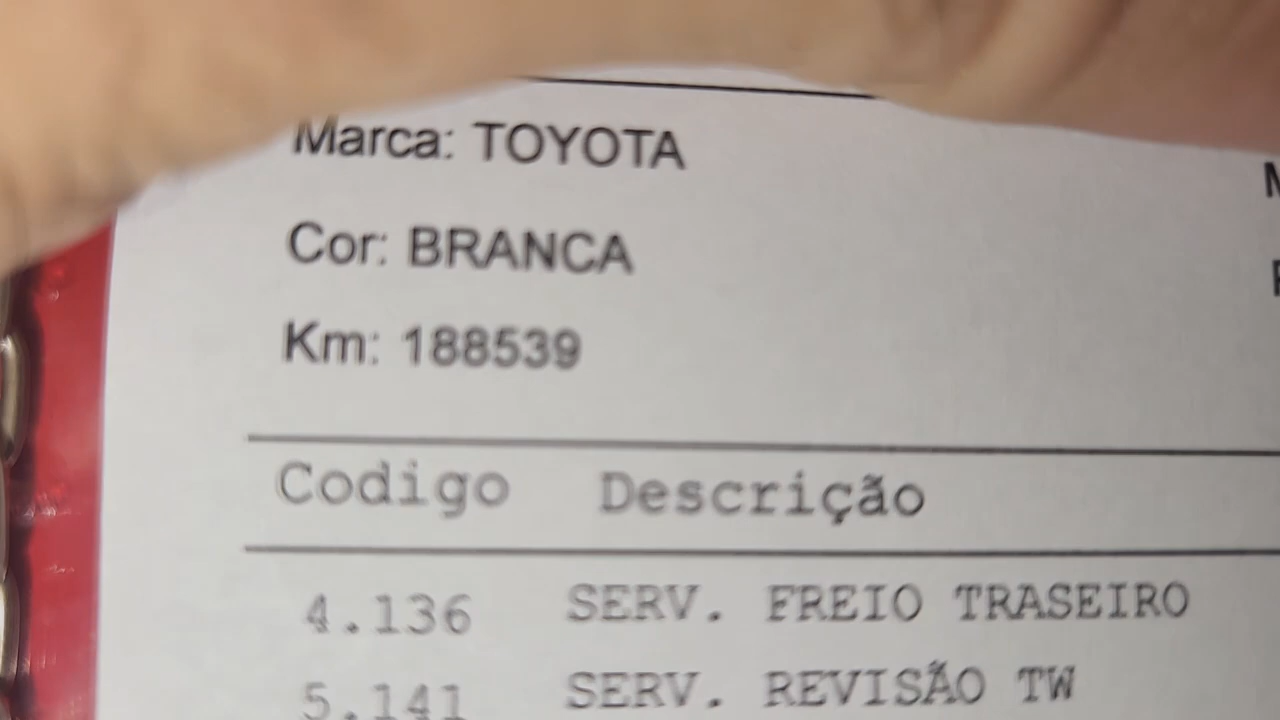 Marca: TOYOTA
Cor: BRANCA
Km: 188539
Codigo Descrição
4.136 SERV. FREIO TRASEIRO
5.141 SERV. REVISÃO TW